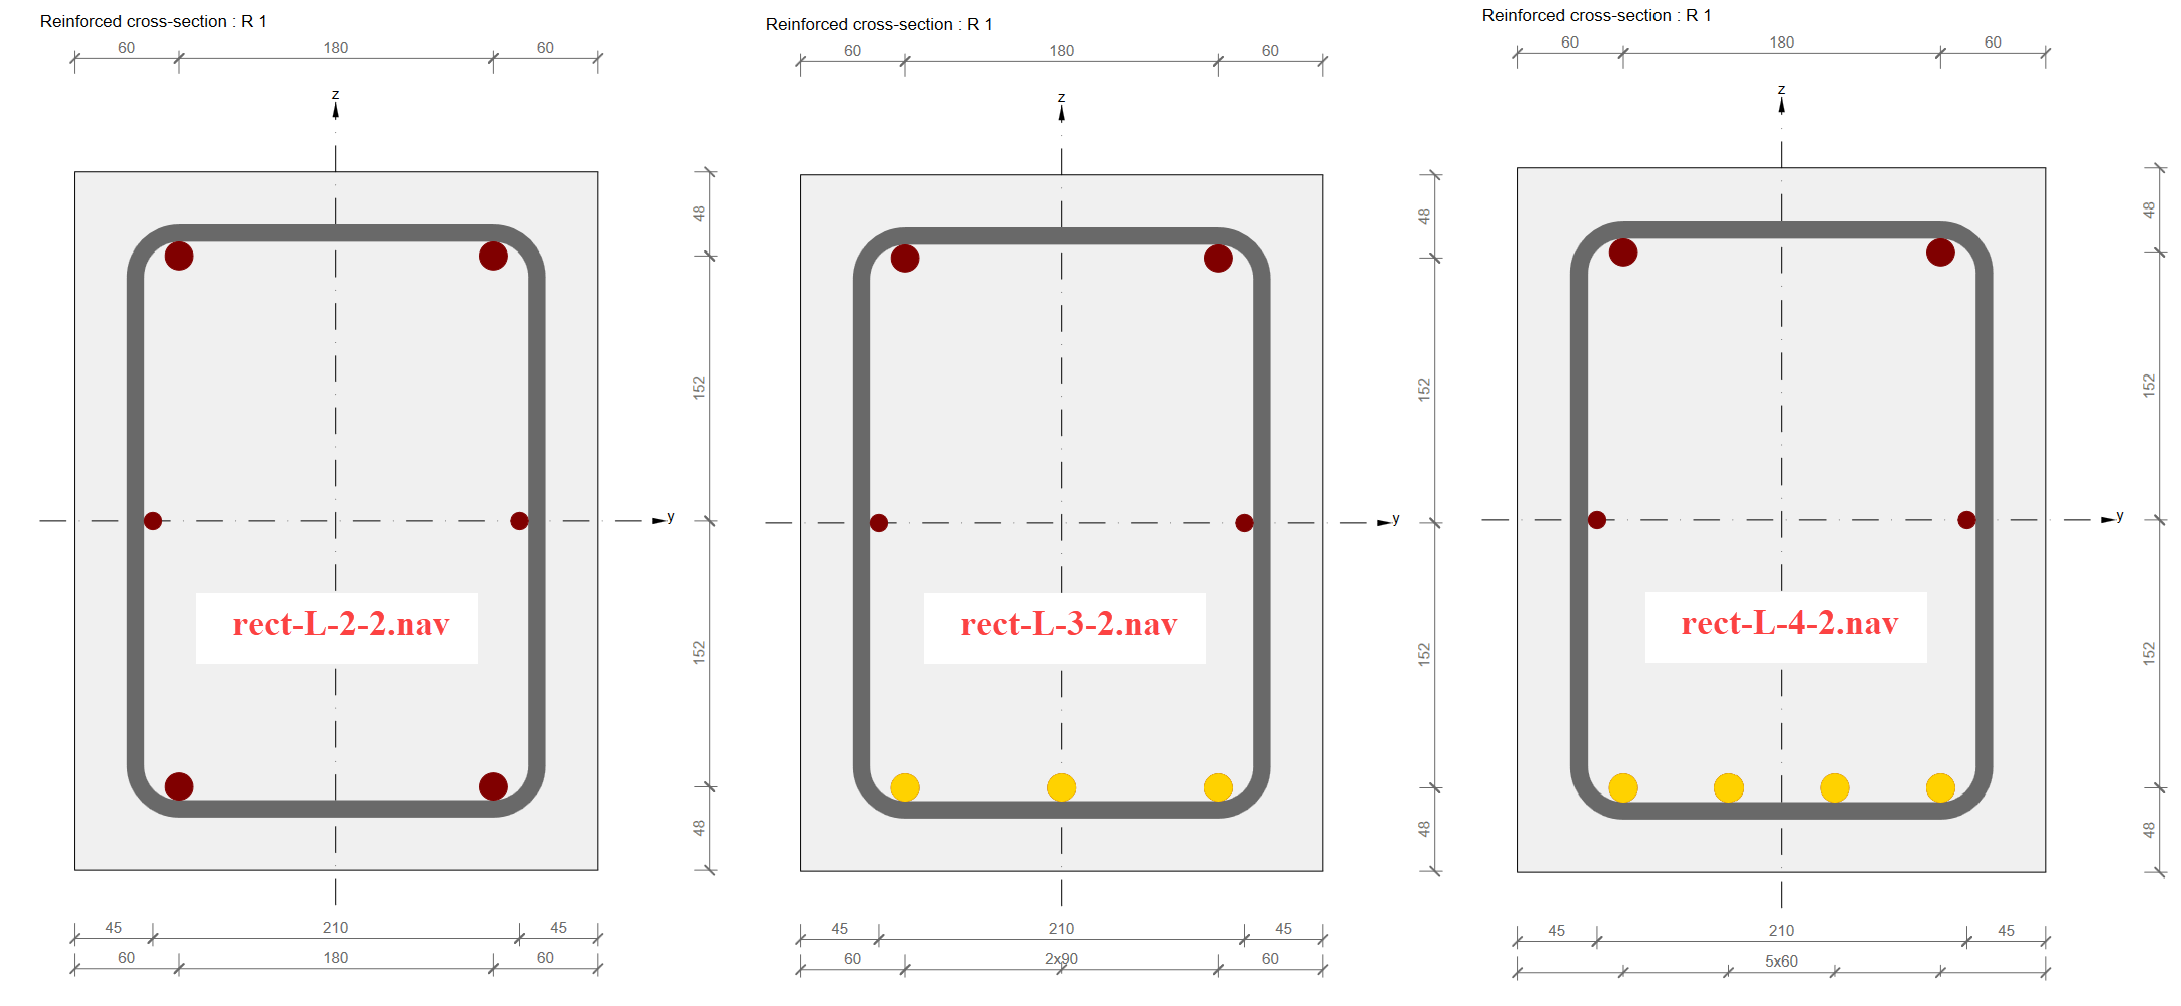 Reinforced cross-section : R 1
60 180 60
z
48
152
y
rect-L-2-2.nav
152
48
45 210 45
60 180 60
Reinforced cross-section : R 1
60 180 60
z
48
152
y
rect-L-3-2.nav
152
48
45 210 45
60 2x90 60
Reinforced cross-section : R 1
60 180 60
z
48
152
y
rect-L-4-2.nav
152
48
45 210 45
5x60